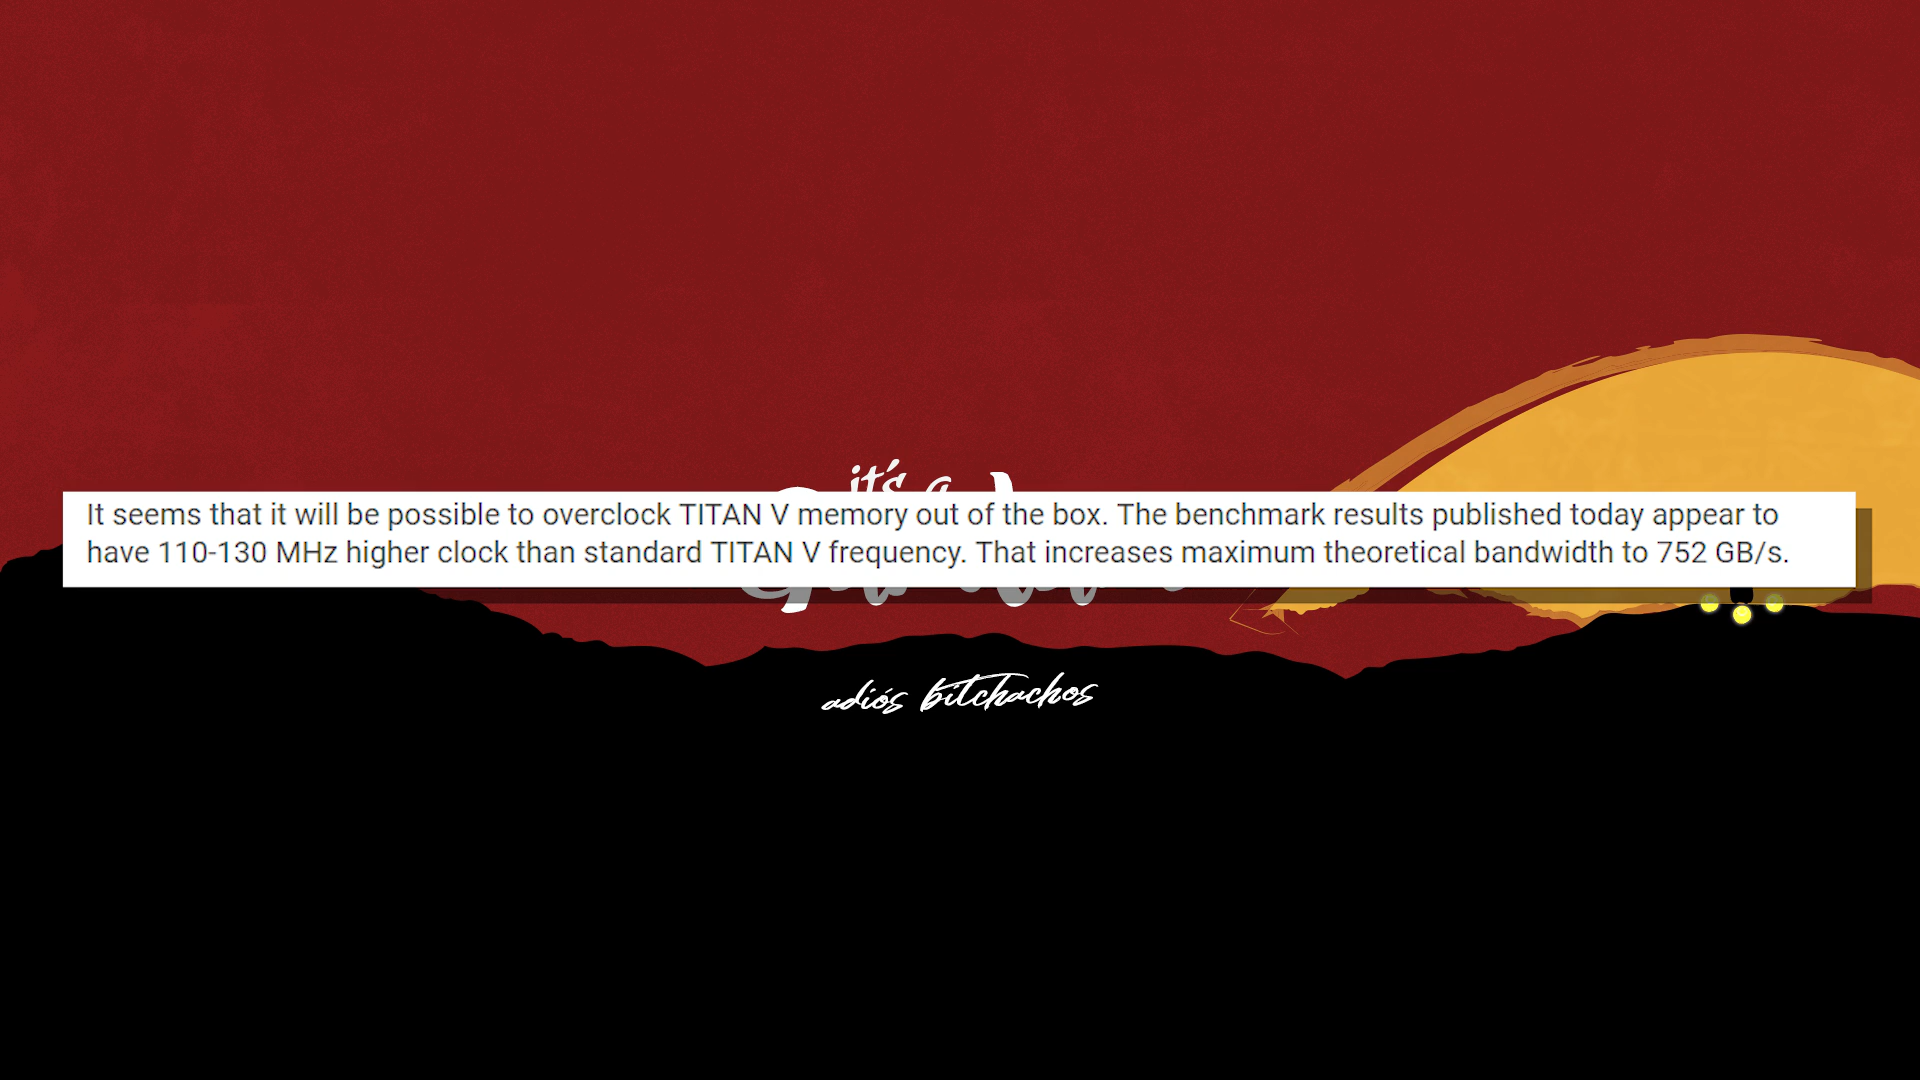 it's a
It seems that it will be possible to overclock TITAN V memory out of the box. The benchmark results published today appear to
have 110-130 MHz higher clock than standard TITAN V frequency. That increases maximum theoretical bandwidth to 752 GB/s.
adiós bitchachos